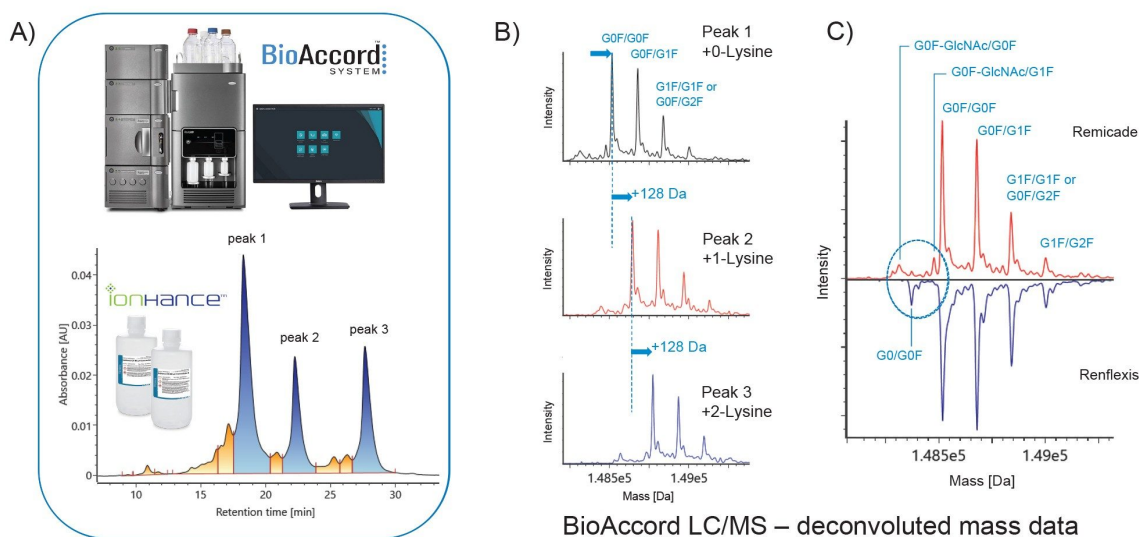 A)
BioAccord™
SYSTEM
ionHANCE™
peak 1
peak 2
peak 3
Absorbance [AU]
0.04
0.03
0.02
0.01
0
10
15
20
25
30
Retention time [min]
B)
Peak 1
+0-Lysine
G0F/G0F
G0F/G1F
G1F/G1F or
G0F/G2F
Intensity
+128 Da
Peak 2
+1-Lysine
Intensity
+128 Da
Peak 3
+2-Lysine
Intensity
1.485e5
1.49e5
Mass [Da]
C)
G0F-GlcNAc/G0F
G0F-GlcNAc/G1F
G0F/G0F
G0F/G1F
Remicade
G1F/G1F or
G0F/G2F
G1F/G2F
Intensity
G0/G0F
Renflexis
1.485e5
1.49e5
Mass [Da]
BioAccord LC/MS – deconvoluted mass data